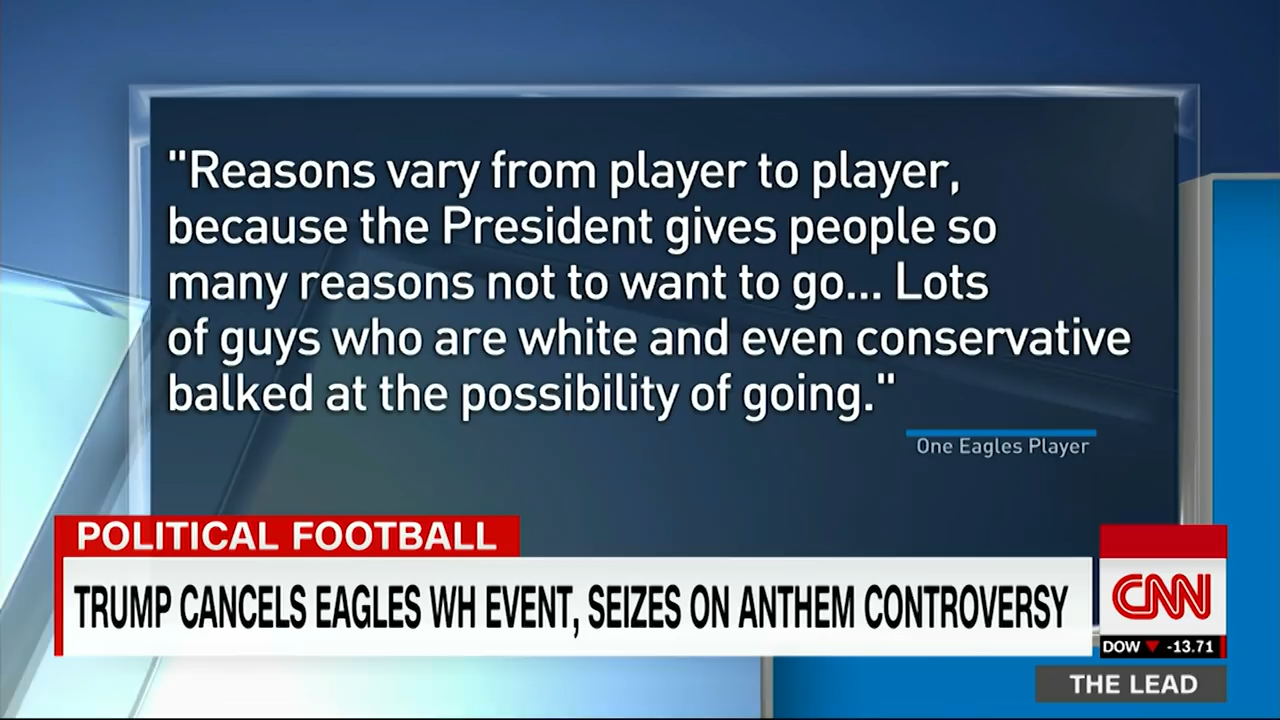 "Reasons vary from player to player,
because the President gives people so
many reasons not to want to go... Lots
of guys who are white and even conservative
balked at the possibility of going."
One Eagles Player
POLITICAL FOOTBALL
TRUMP CANCELS EAGLES WH EVENT, SEIZES ON ANTHEM CONTROVERSY
CNN
DOW ▼ -13.71
THE LEAD